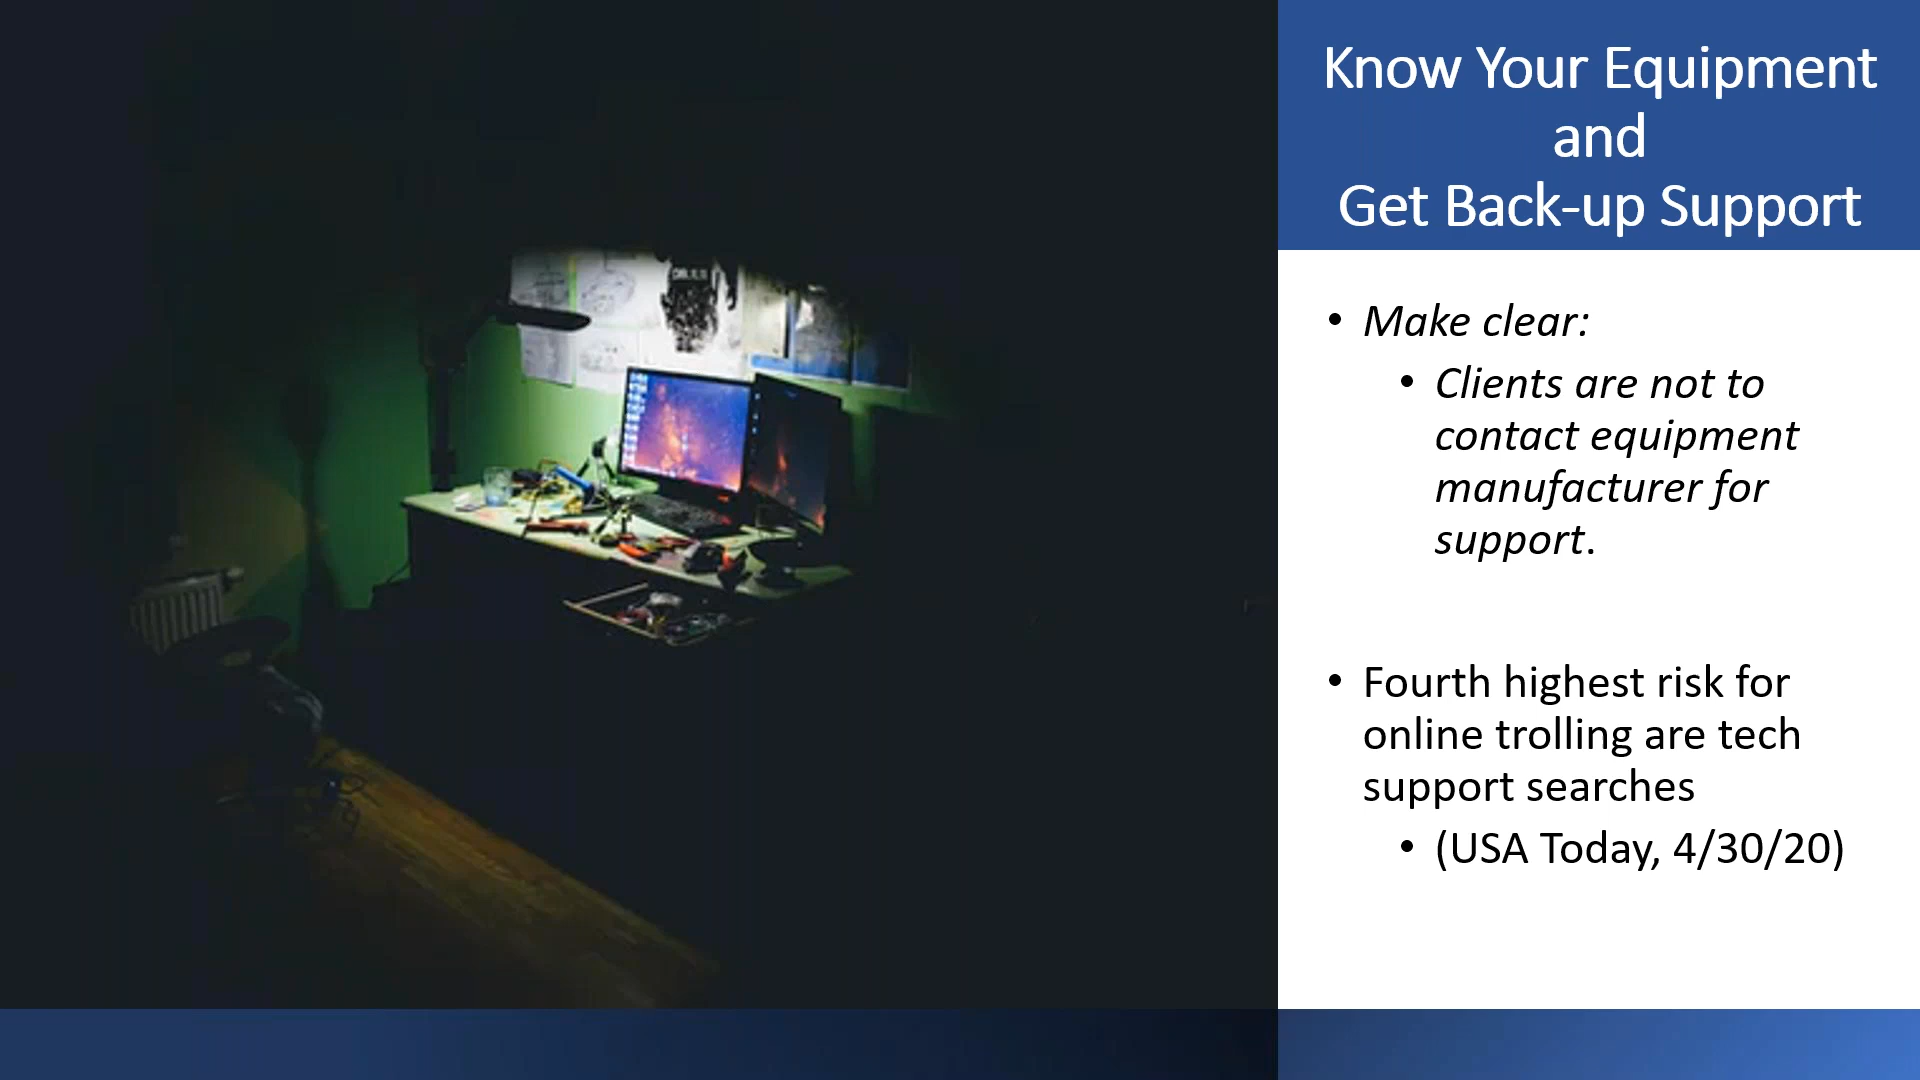 Know Your Equipment
and
Get Back-up Support
• Make clear:
• Clients are not to
contact equipment
manufacturer for
support.
• Fourth highest risk for
online trolling are tech
support searches
• (USA Today, 4/30/20)